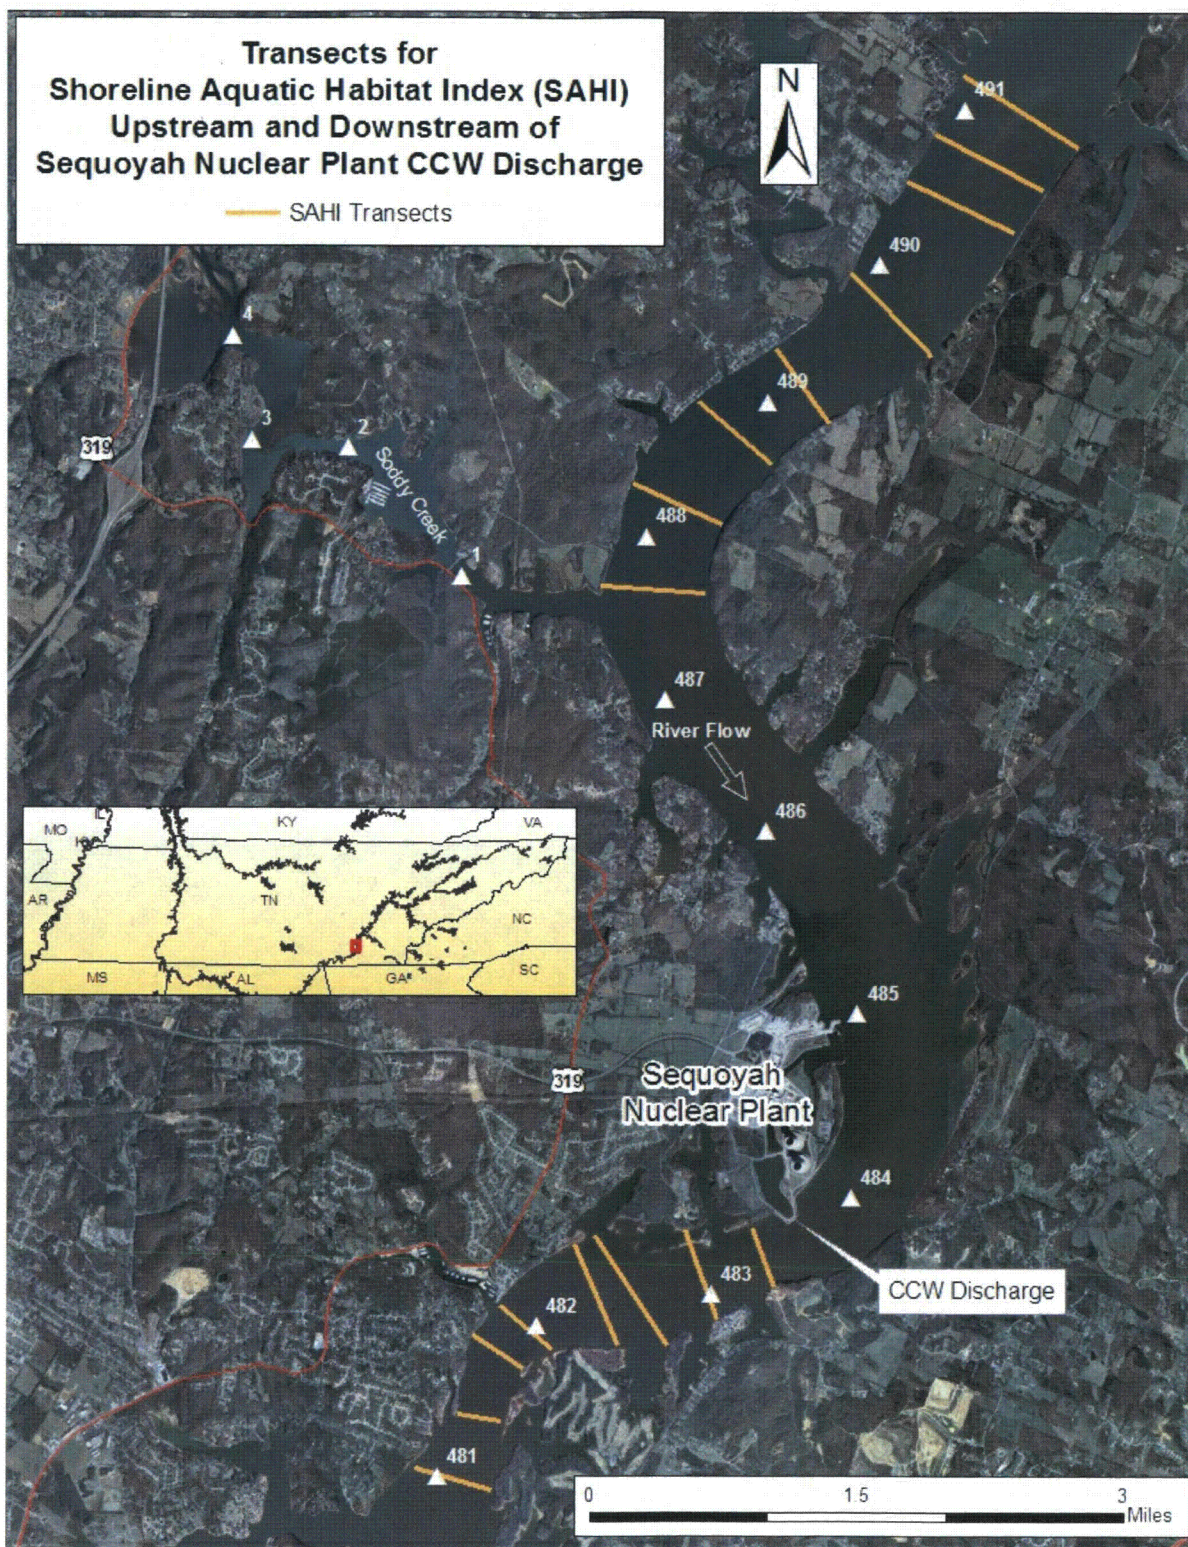 Transects for
Shoreline Aquatic Habitat Index (SAHI)
Upstream and Downstream of
Sequoyah Nuclear Plant CCW Discharge
SAHI Transects
N
491
490
4
489
3
2
319
Soddy Creek
488
1
487
River Flow
486
IL
MO
KY
KY
VA
TN
AR
NC
MS
AL
GA
SC
485
319
Sequoyah
Nuclear Plant
484
483
CCW Discharge
482
481
0 1.5 3
Miles